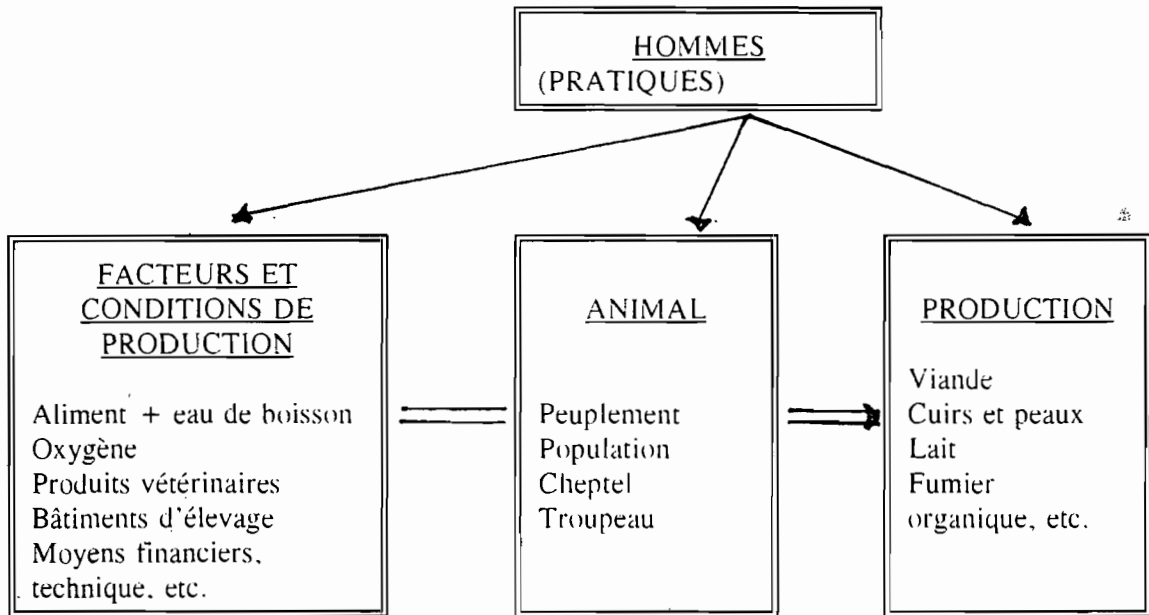 HOMMES
(PRATIQUES)
FACTEURS ET
CONDITIONS DE
PRODUCTION
Aliment + eau de boisson
Oxygène
Produits vétérinaires
Bâtiments d'élevage
Moyens financiers,
technique, etc.
ANIMAL
Peuplement
Population
Cheptel
Troupeau
PRODUCTION
Viande
Cuirs et peaux
Lait
Fumier
organique, etc.